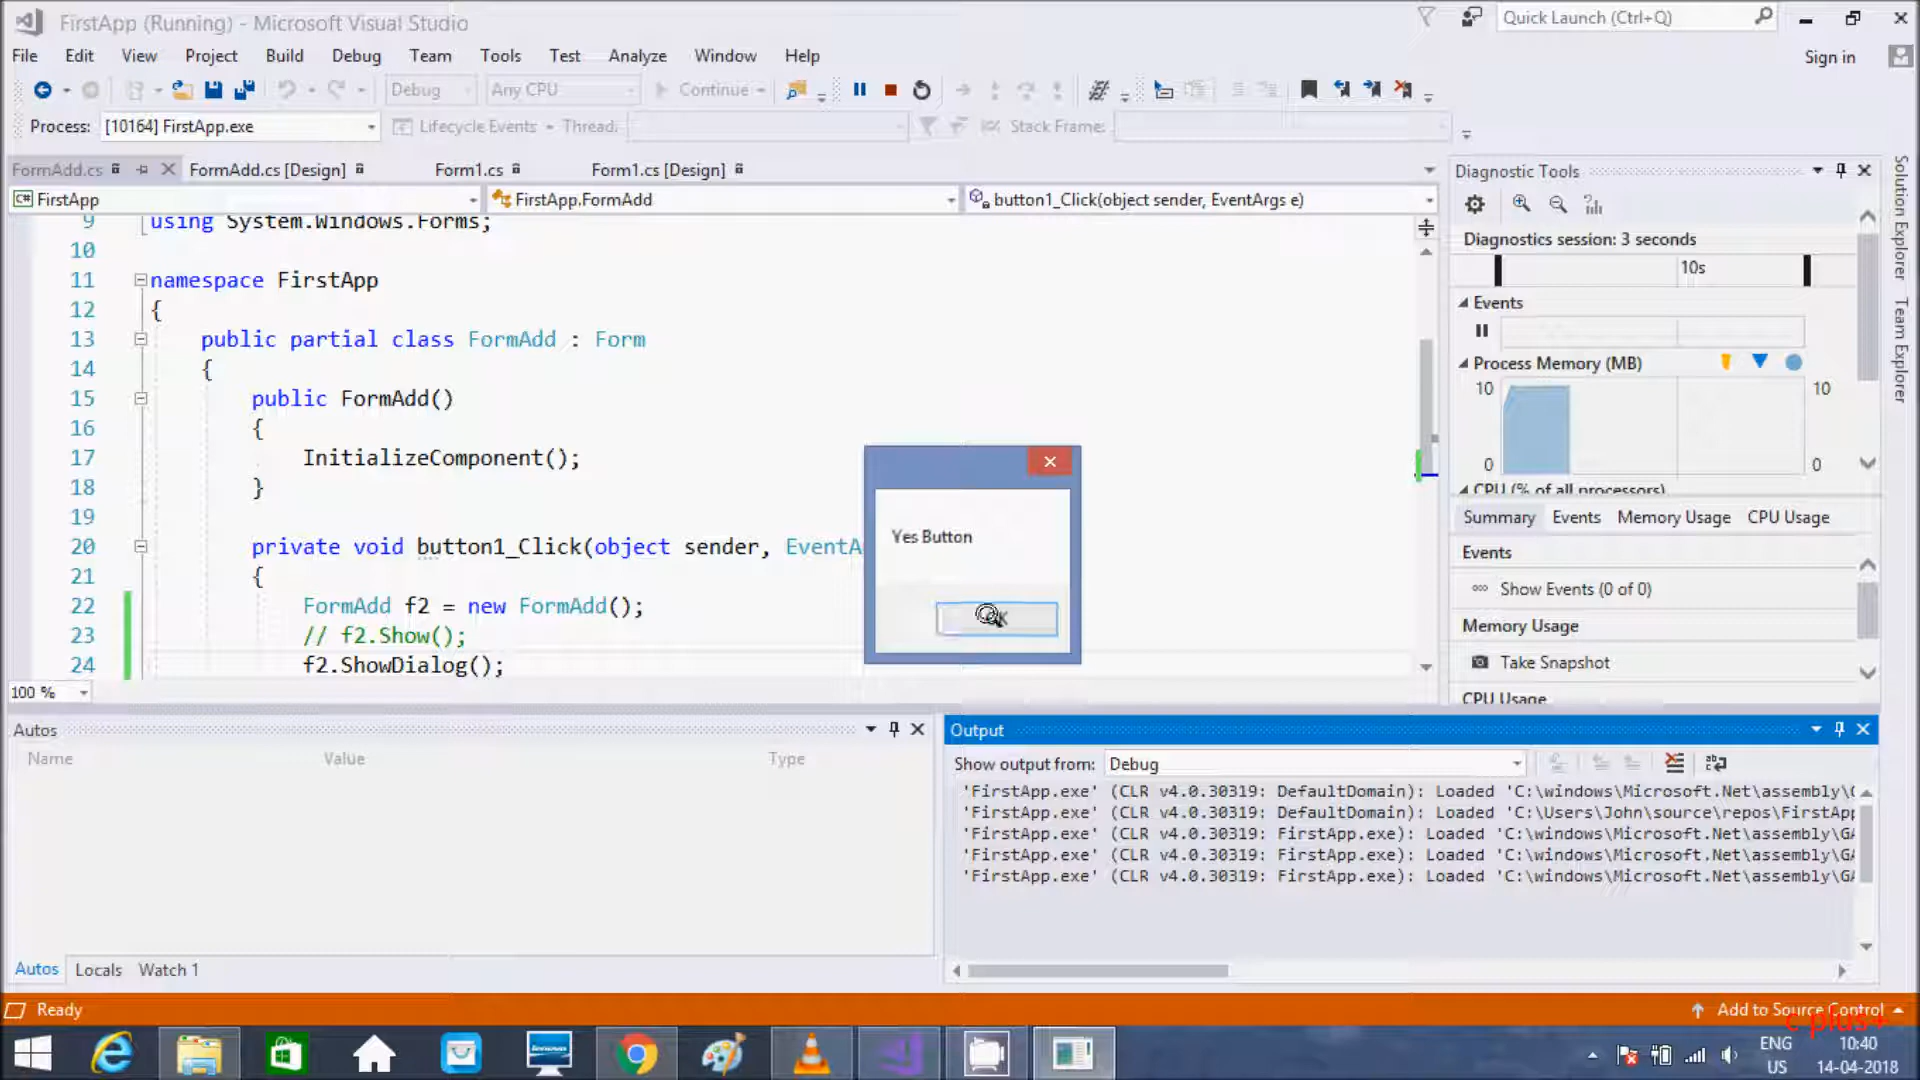 FirstApp (Running) - Microsoft Visual Studio
Quick Launch (Ctrl+Q)
File Edit View Project Build Debug Team Tools Test Analyze Window Help
Sign in
Debug Any CPU Continue
Process: [10164] FirstApp.exe Lifecycle Events Thread: Stack Frame:
FormAdd.cs FormAdd.cs [Design] Form1.cs Form1.cs [Design]
FirstApp FirstApp.FormAdd button1_Click(object sender, EventArgs e)
9 using System.Windows.Forms;
10
11 namespace FirstApp
12 {
13 public partial class FormAdd : Form
14 {
15 public FormAdd()
16 {
17 InitializeComponent();
18 }
19
20 private void button1_Click(object sender, EventA
21 {
22 FormAdd f2 = new FormAdd();
23 // f2.Show();
24 f2.ShowDialog();
100 %
Yes Button
Diagnostic Tools
Diagnostics session: 3 seconds
10s
Events
Process Memory (MB)
10 10
0 0
CPU (% of all processors)
Summary Events Memory Usage CPU Usage
Events
Show Events (0 of 0)
Memory Usage
Take Snapshot
CPU Usage
Solution Explorer
Team Explorer
Autos
Name Value Type
Autos Locals Watch 1
Output
Show output from: Debug
'FirstApp.exe' (CLR v4.0.30319: DefaultDomain): Loaded 'C:\windows\Microsoft.Net\assembly\G
'FirstApp.exe' (CLR v4.0.30319: DefaultDomain): Loaded 'C:\Users\John\source\repos\FirstApp
'FirstApp.exe' (CLR v4.0.30319: FirstApp.exe): Loaded 'C:\windows\Microsoft.Net\assembly\GA
'FirstApp.exe' (CLR v4.0.30319: FirstApp.exe): Loaded 'C:\windows\Microsoft.Net\assembly\GA
'FirstApp.exe' (CLR v4.0.30319: FirstApp.exe): Loaded 'C:\windows\Microsoft.Net\assembly\GA
Ready
Add to Source Control
c plus+
ENG 10:40
US 14-04-2018